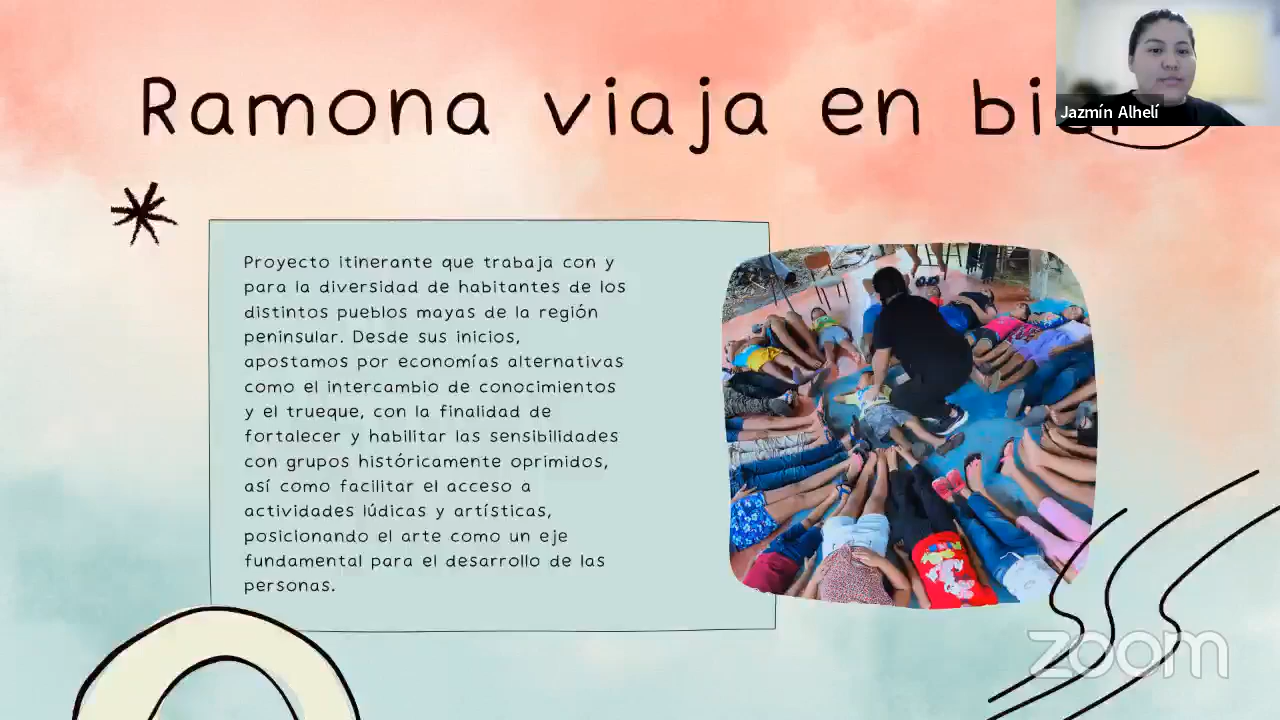 Ramona viaja en
Jazmín Alhelí
Proyecto itinerante que trabaja con y
para la diversidad de habitantes de los
distintos pueblos mayas de la región
peninsular. Desde sus inicios,
apostamos por economías alternativas
como el intercambio de conocimientos
y el trueque, con la finalidad de
fortalecer y habilitar las sensibilidades
con grupos históricamente oprimidos,
así como facilitar el acceso a
actividades lúdicas y artísticas,
posicionando el arte como un eje
fundamental para el desarrollo de las
personas.
zoom